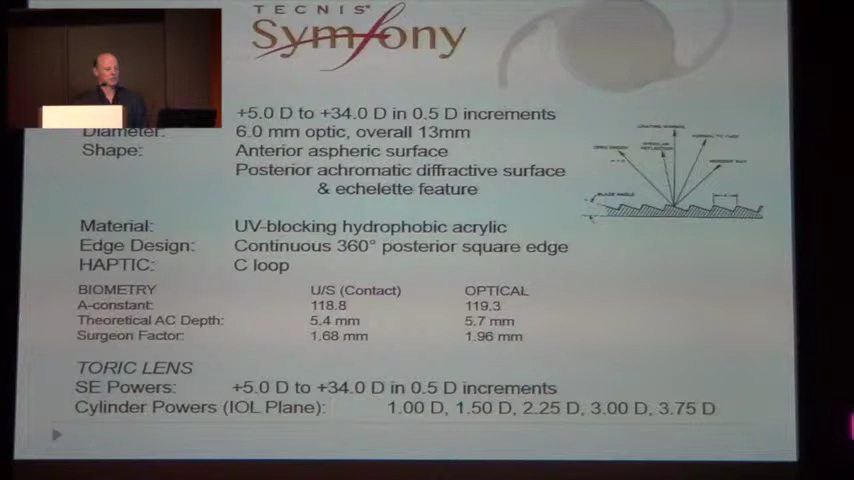 TECNIS®
Symfony
+5.0 D to +34.0 D in 0.5 D increments
Diameter: 6.0 mm optic, overall 13mm
Shape: Anterior aspheric surface
Posterior achromatic diffractive surface
& echelette feature
BLAZE ANGLE
Material: UV-blocking hydrophobic acrylic
Edge Design: Continuous 360° posterior square edge
HAPTIC: C loop
BIOMETRY U/S (Contact) OPTICAL
A-constant: 118.8 119.3
Theoretical AC Depth: 5.4 mm 5.7 mm
Surgeon Factor: 1.68 mm 1.96 mm
TORIC LENS
SE Powers: +5.0 D to +34.0 D in 0.5 D increments
Cylinder Powers (IOL Plane): 1.00 D, 1.50 D, 2.25 D, 3.00 D, 3.75 D